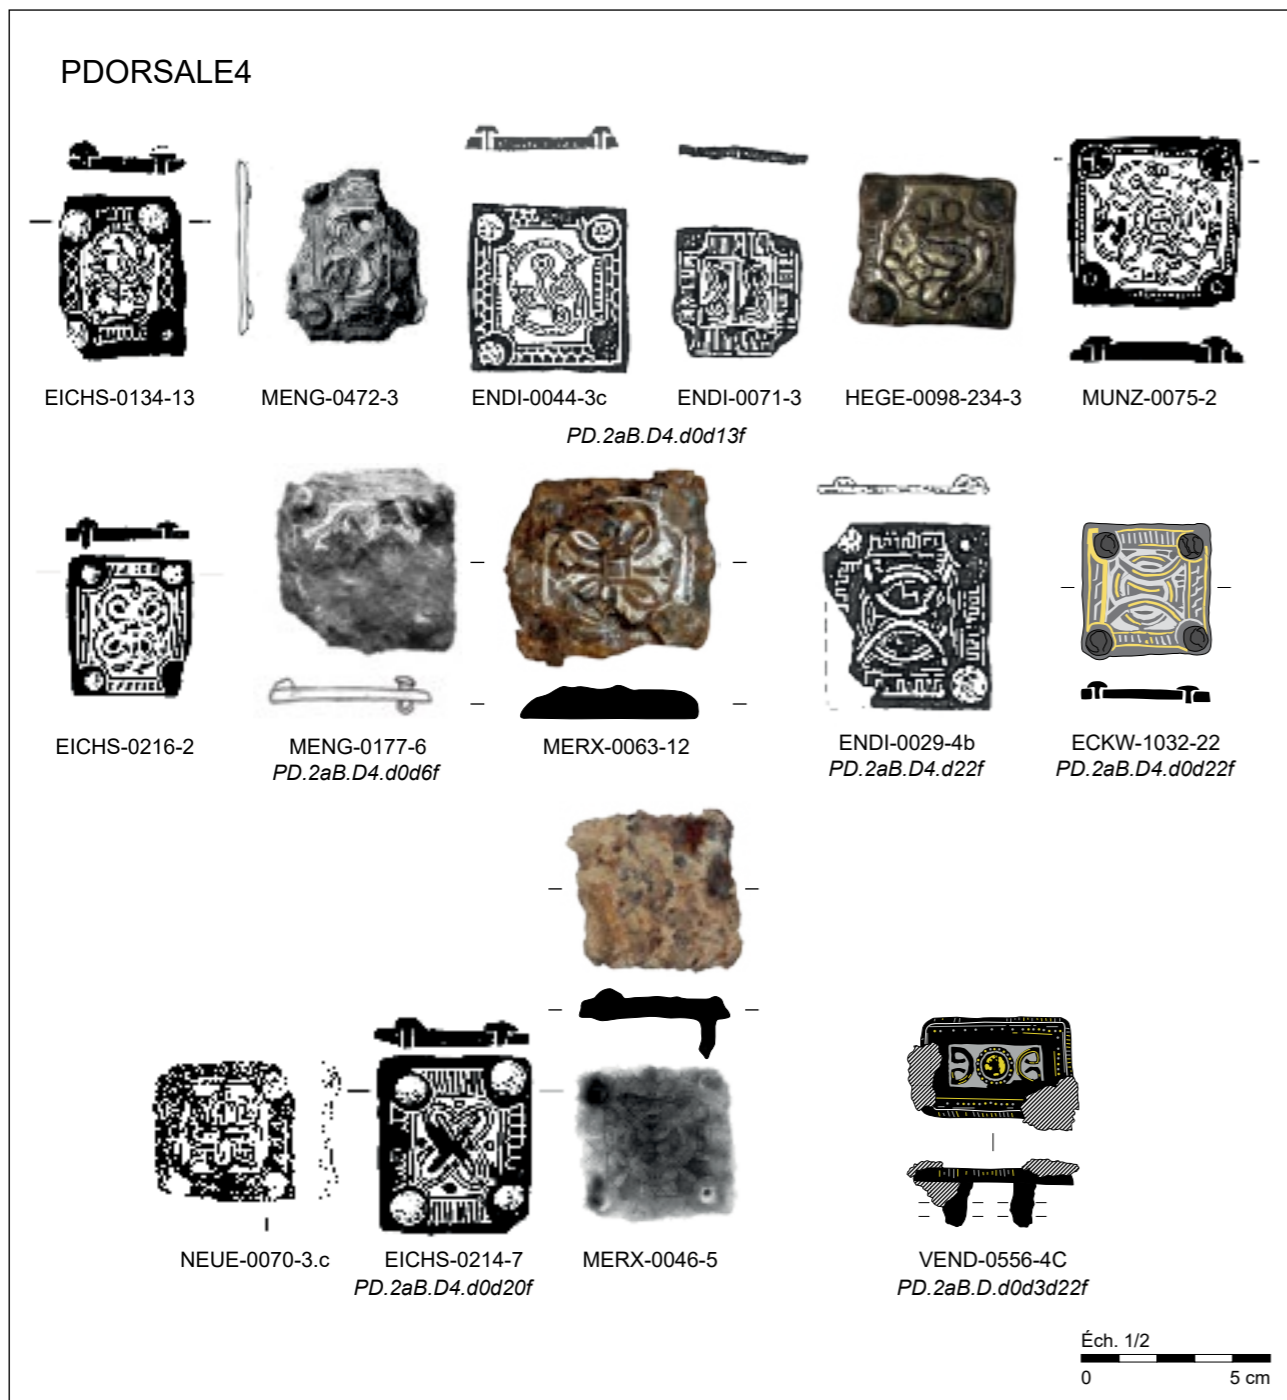 PDORSALE4
EICHS-0134-13 MENG-0472-3 ENDI-0044-3c ENDI-0071-3 HEGE-0098-234-3 MUNZ-0075-2
PD.2aB.D4.d0d13f
EICHS-0216-2 MENG-0177-6 MERX-0063-12 ENDI-0029-4b ECKW-1032-22
PD.2aB.D4.d0d6f PD.2aB.D4.d22f PD.2aB.D4.d0d22f
NEUE-0070-3.c EICHS-0214-7 MERX-0046-5 VEND-0556-4C
PD.2aB.D4.d0d20f PD.2aB.D.d0d3d22f
Éch. 1/2
0 5 cm